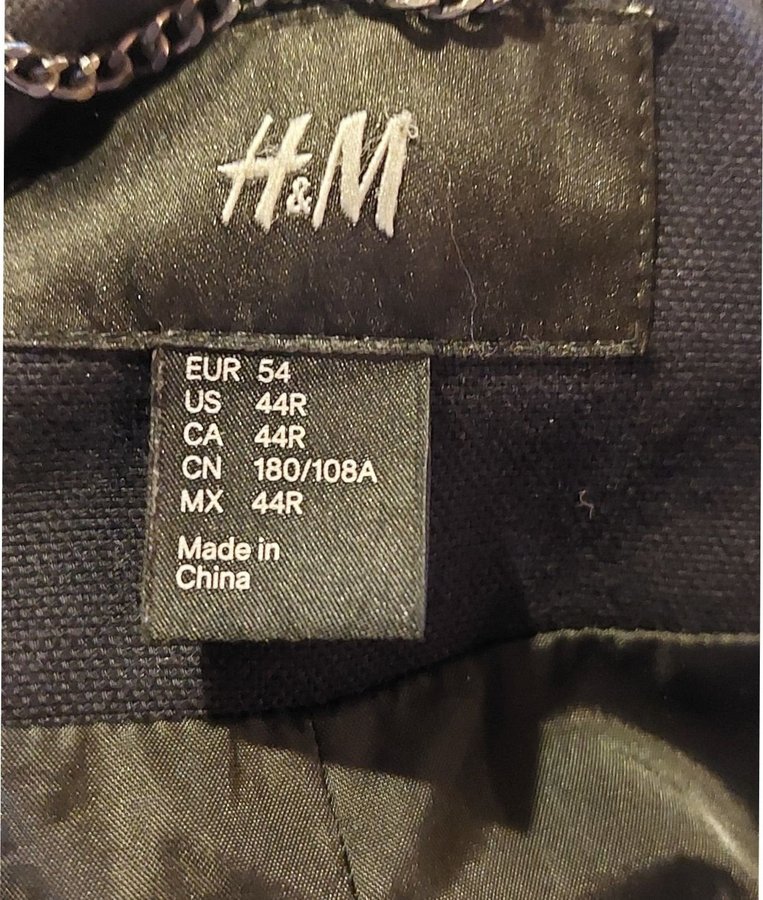 H&M
EUR 54
US 44R
CA 44R
CN 180/108A
MX 44R
Made in
China